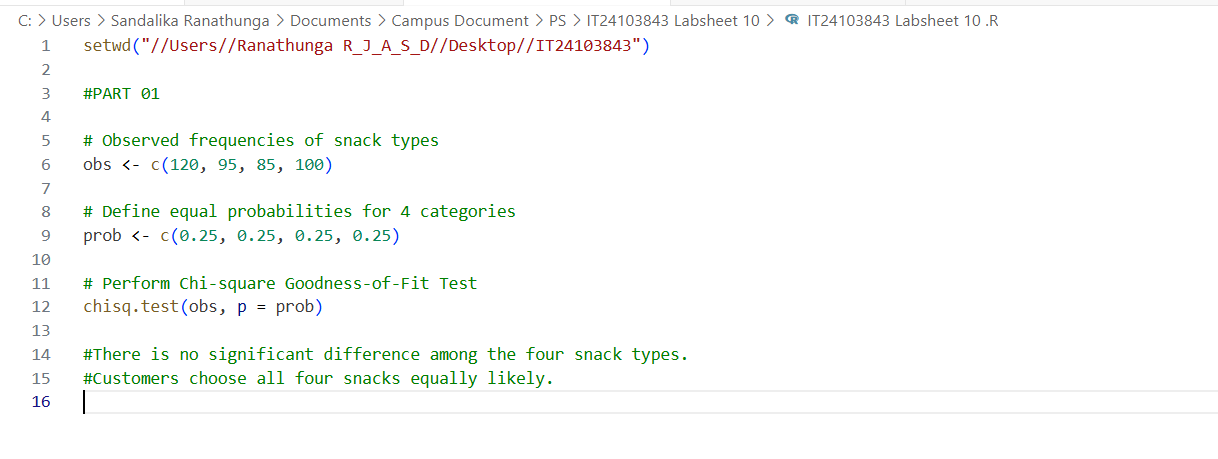 C: > Users > Sandalika Ranathunga > Documents > Campus Document > PS > IT24103843 Labsheet 10 > IT24103843 Labsheet 10 .R
1 setwd("//Users//Ranathunga R_J_A_S_D//Desktop//IT24103843")
2
3 #PART 01
4
5 # Observed frequencies of snack types
6 obs <- c(120, 95, 85, 100)
7
8 # Define equal probabilities for 4 categories
9 prob <- c(0.25, 0.25, 0.25, 0.25)
10
11 # Perform Chi-square Goodness-of-Fit Test
12 chisq.test(obs, p = prob)
13
14 #There is no significant difference among the four snack types.
15 #Customers choose all four snacks equally likely.
16